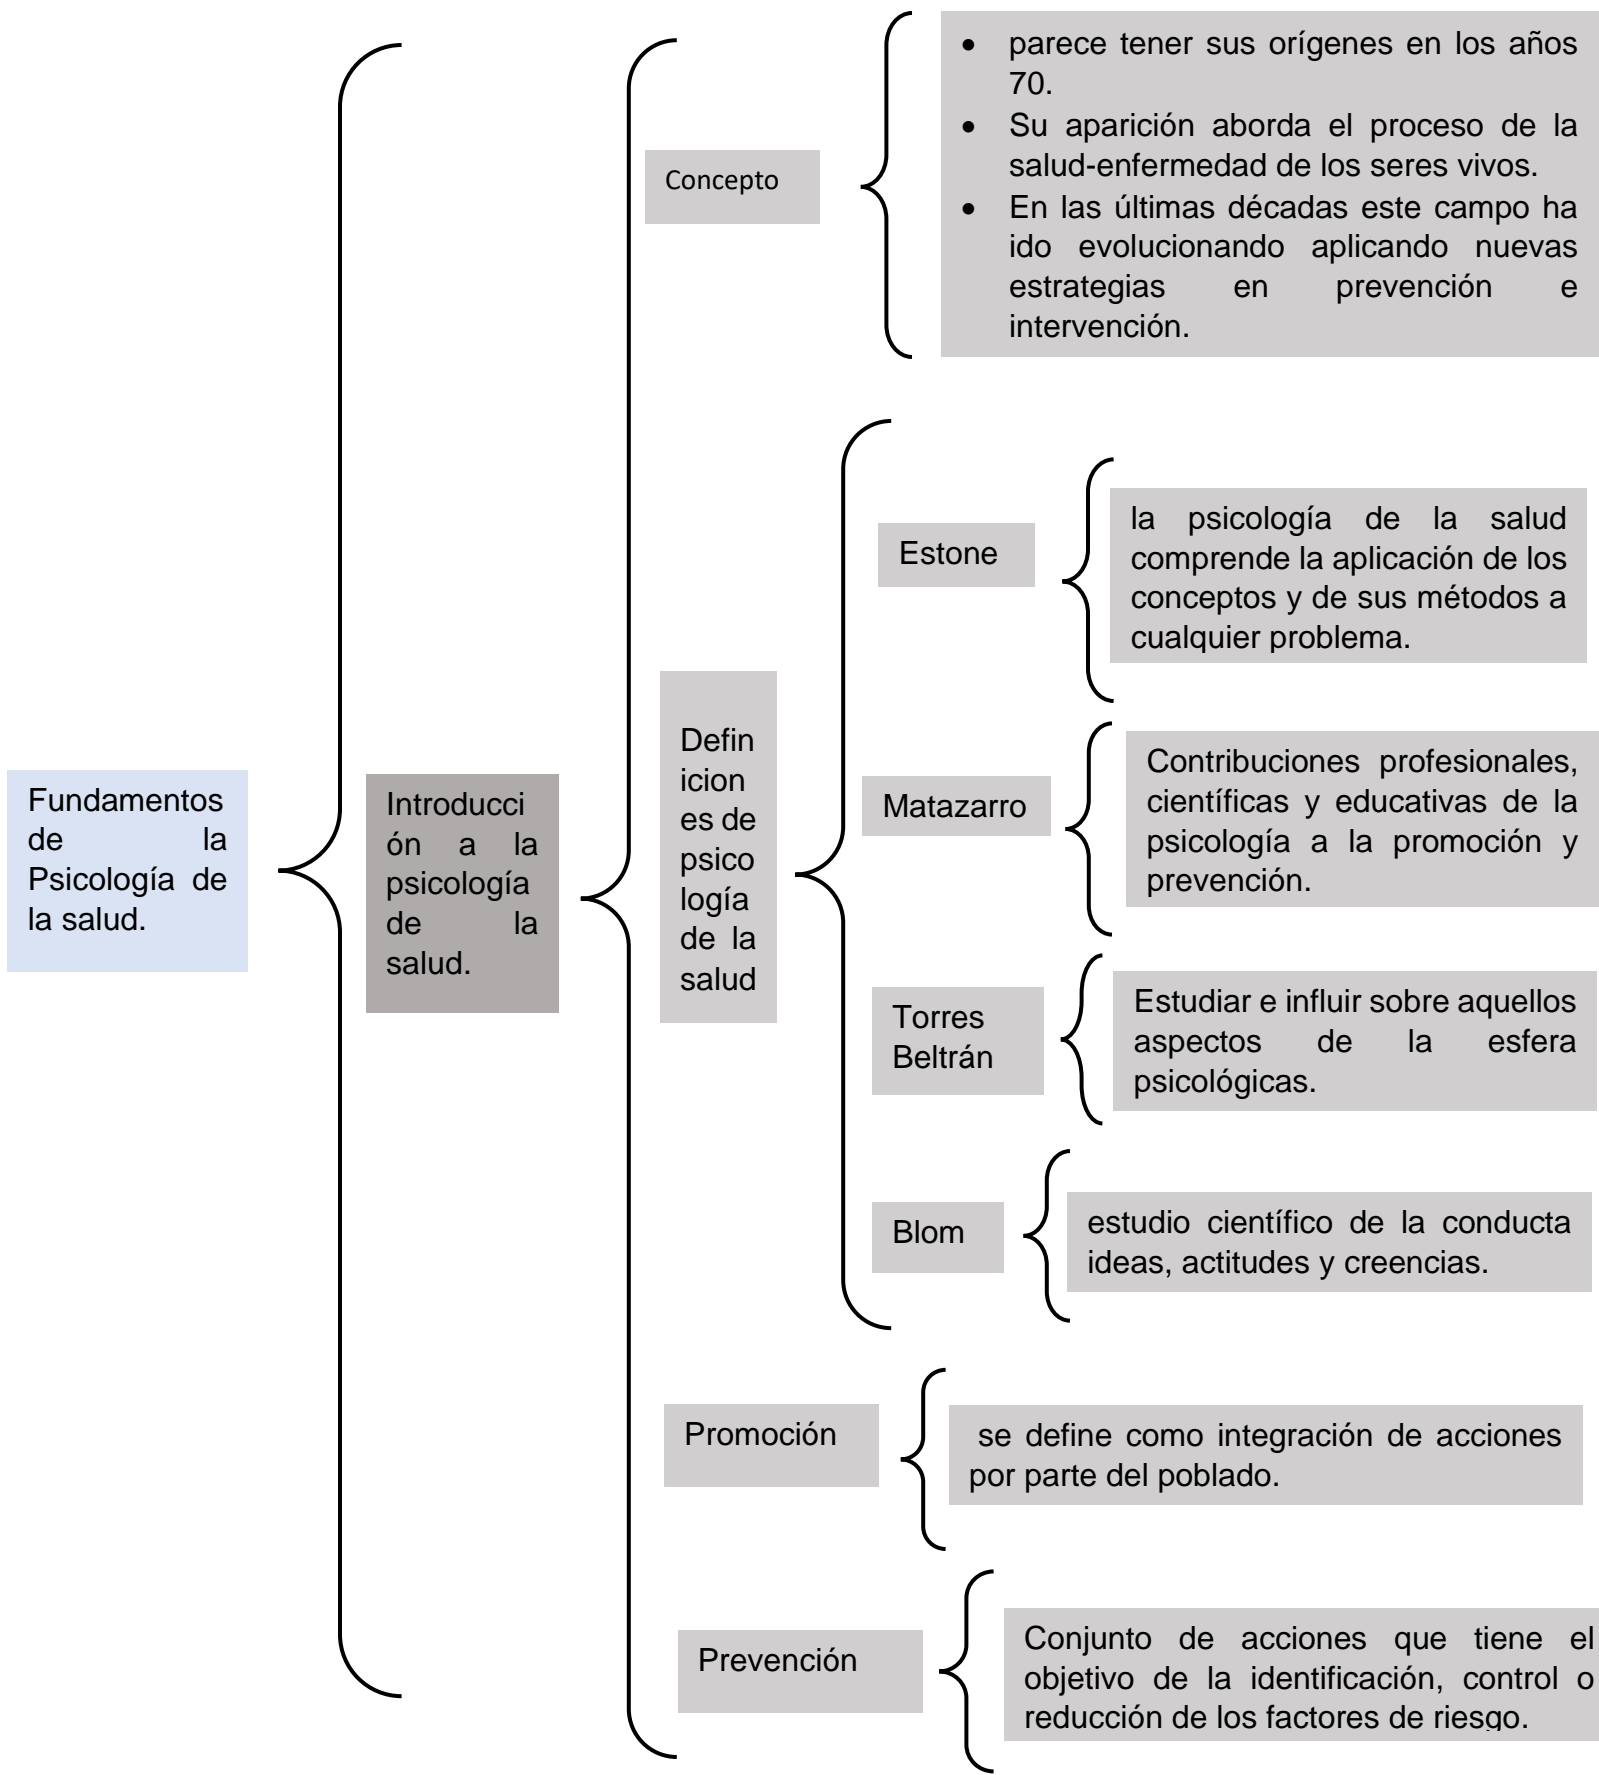 Fundamentos
de la
Psicología de
la salud.
Introducci
ón a la
psicología
de la
salud.
Concepto
• parece tener sus orígenes en los años
70.
• Su aparición aborda el proceso de la
salud-enfermedad de los seres vivos.
• En las últimas décadas este campo ha
ido evolucionando aplicando nuevas
estrategias en prevención e
intervención.
Defin
icion
es de
psico
logía
de la
salud
Estone
la psicología de la salud
comprende la aplicación de los
conceptos y de sus métodos a
cualquier problema.
Matazarro
Contribuciones profesionales,
científicas y educativas de la
psicología a la promoción y
prevención.
Torres
Beltrán
Estudiar e influir sobre aquellos
aspectos de la esfera
psicológicas.
Blom
estudio científico de la conducta
ideas, actitudes y creencias.
Promoción
se define como integración de acciones
por parte del poblado.
Prevención
Conjunto de acciones que tiene el
objetivo de la identificación, control o
reducción de los factores de riesgo.